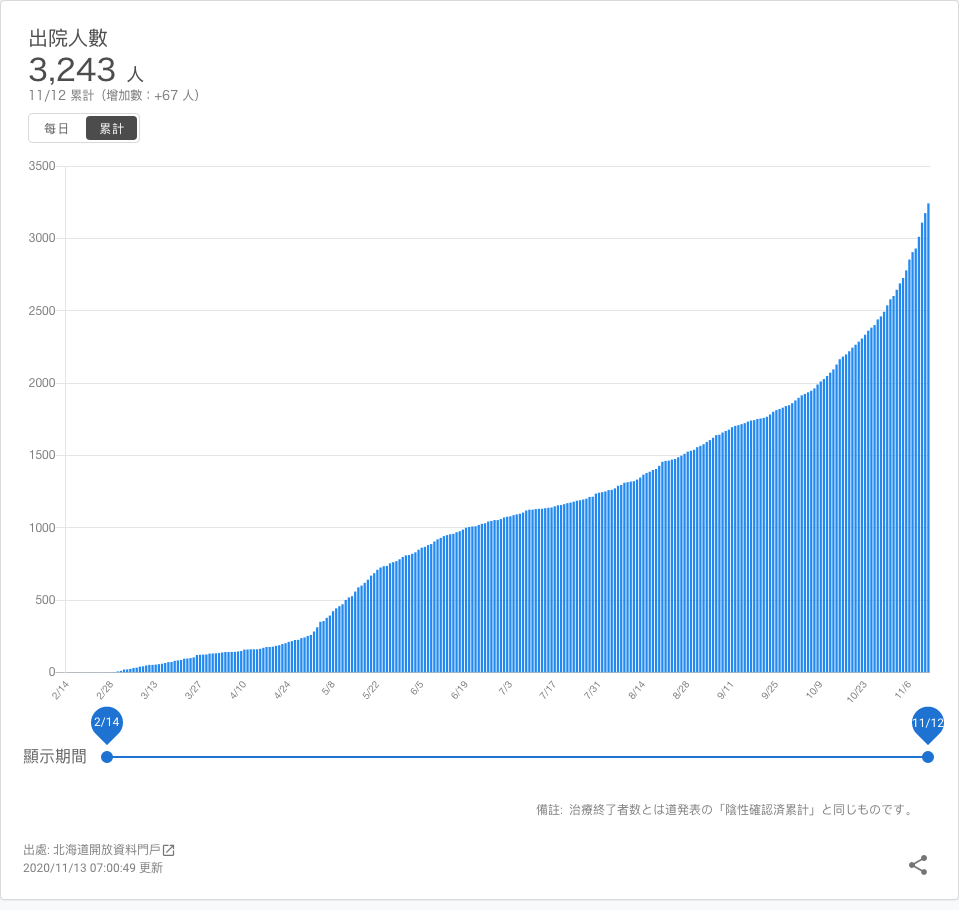 出院人數
3,243 人
11/12 累計（增加數：+67 人）
每日 累計
3500
3000
2500
2000
1500
1000
500
0
2/14 2/28 3/13 3/27 4/10 4/24 5/8 5/22 6/5 6/19 7/3 7/17 7/31 8/14 8/28 9/11 9/25 10/9 10/23 11/6
2/14 11/12
顯示期間
備註: 治療終了者数とは道発表の「陰性確認済累計」と同じものです。
出處: 北海道開放資料門戶
2020/11/13 07:00:49 更新